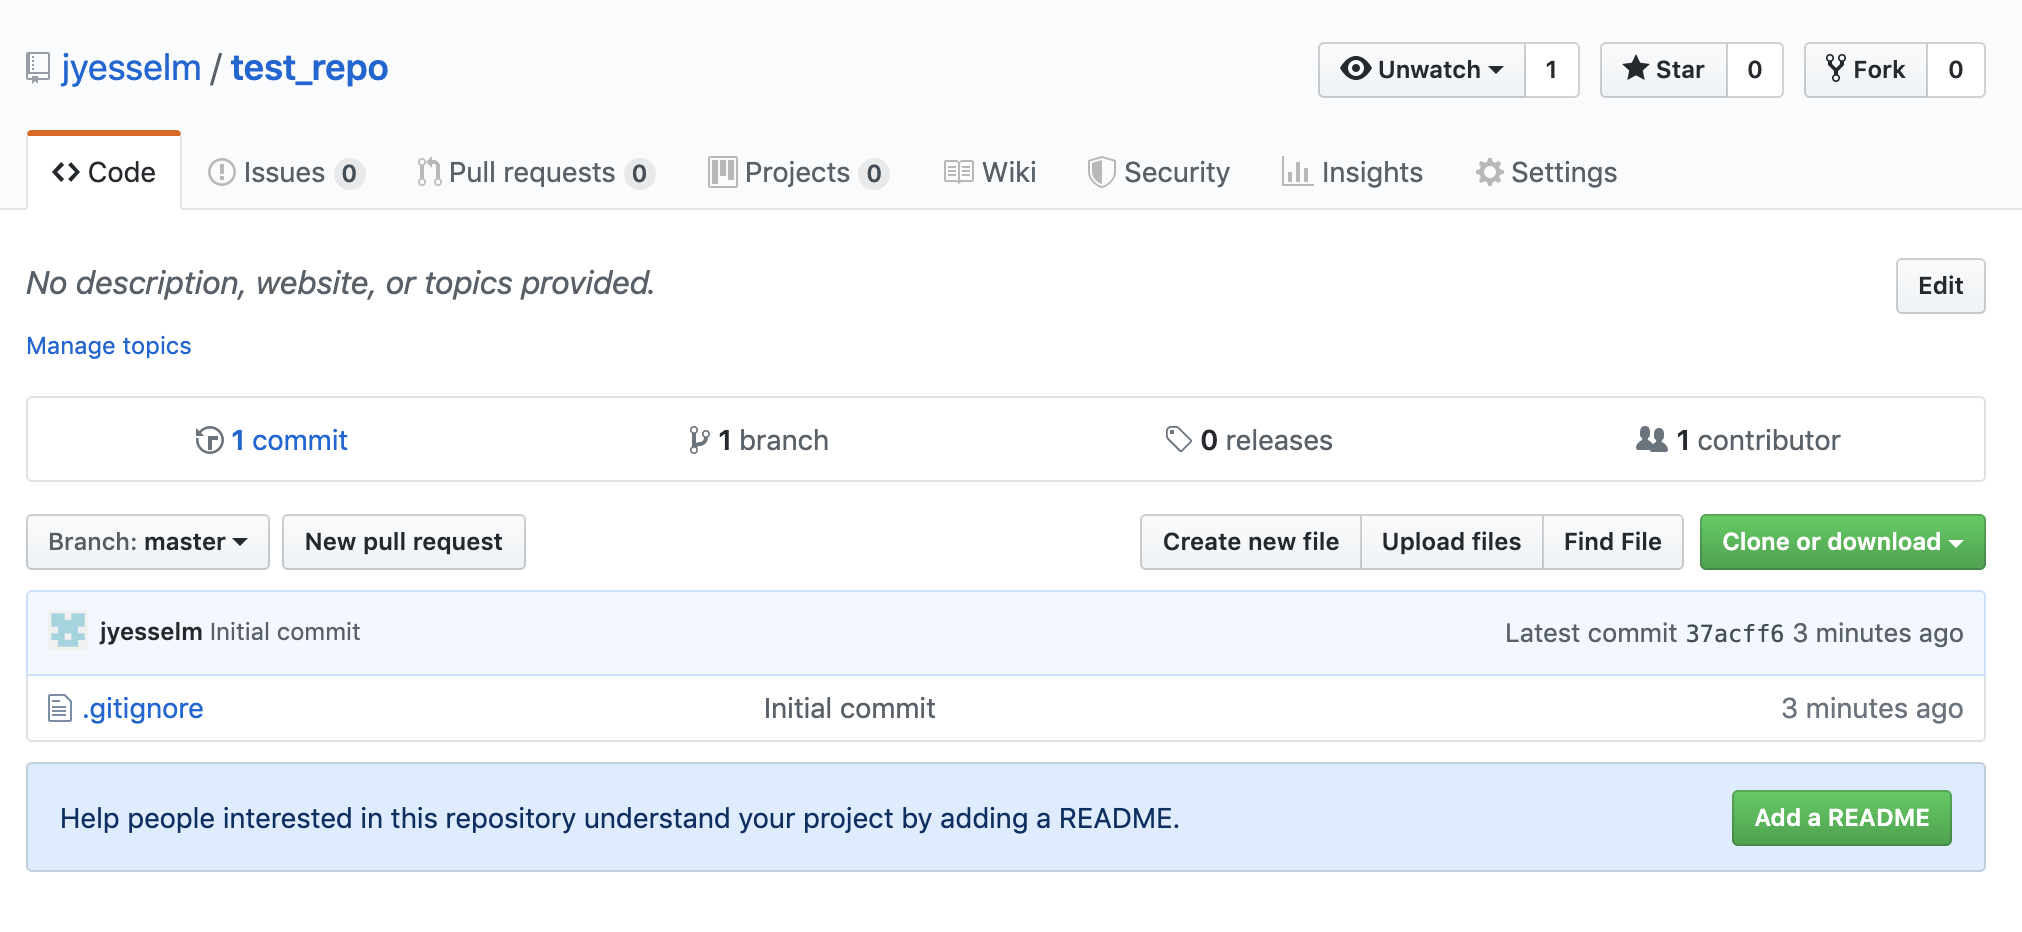 jyesselm / test_repo
Unwatch 1 Star 0 Fork 0
Code Issues 0 Pull requests 0 Projects 0 Wiki Security Insights Settings
No description, website, or topics provided. Edit
Manage topics
1 commit 1 branch 0 releases 1 contributor
Branch: master New pull request Create new file Upload files Find File Clone or download
jyesselm Initial commit Latest commit 37acff6 3 minutes ago
.gitignore Initial commit 3 minutes ago
Help people interested in this repository understand your project by adding a README. Add a README